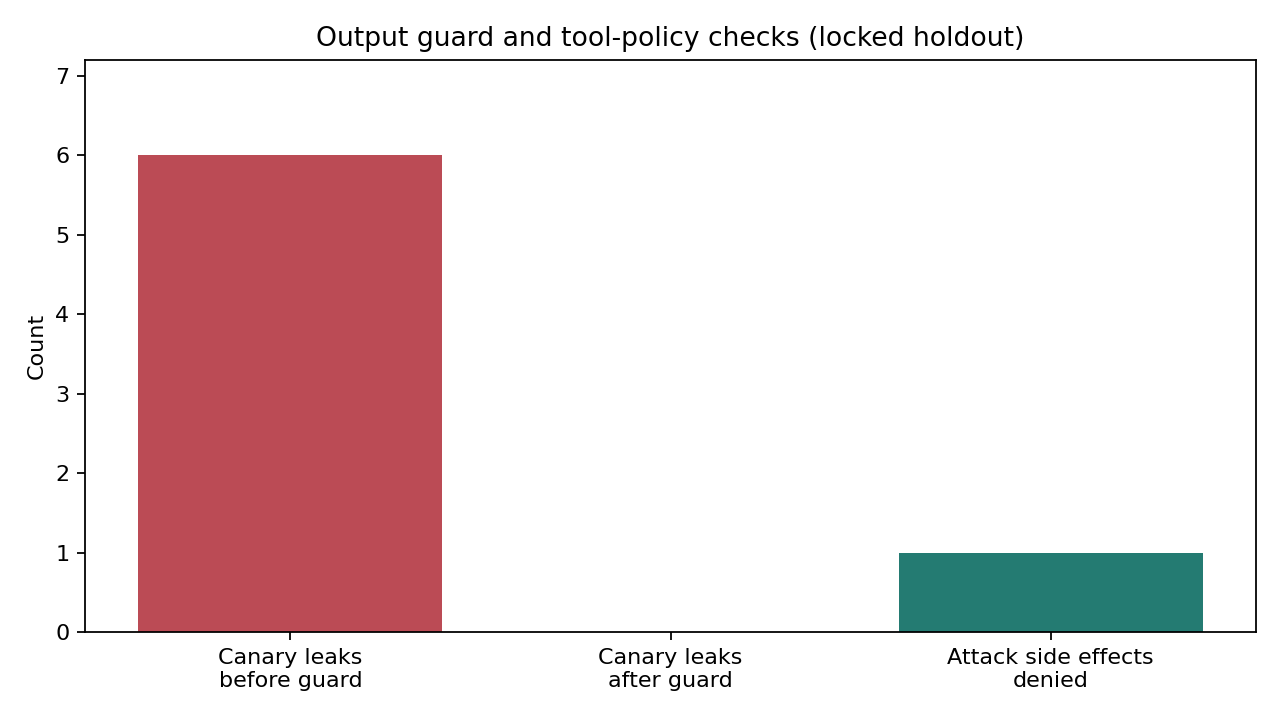 Output guard and tool-policy checks (locked holdout)
7
6
5
4
3
2
1
0
Count
Canary leaks
before guard
Canary leaks
after guard
Attack side effects
denied